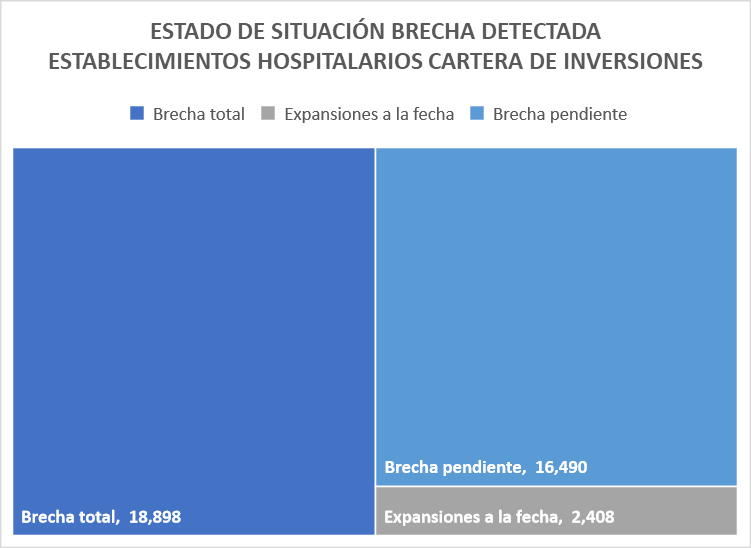 ESTADO DE SITUACIÓN BRECHA DETECTADA
ESTABLECIMIENTOS HOSPITALARIOS CARTERA DE INVERSIONES
Brecha total Expansiones a la fecha Brecha pendiente
Brecha pendiente, 16,490
Brecha total, 18,898 Expansiones a la fecha, 2,408